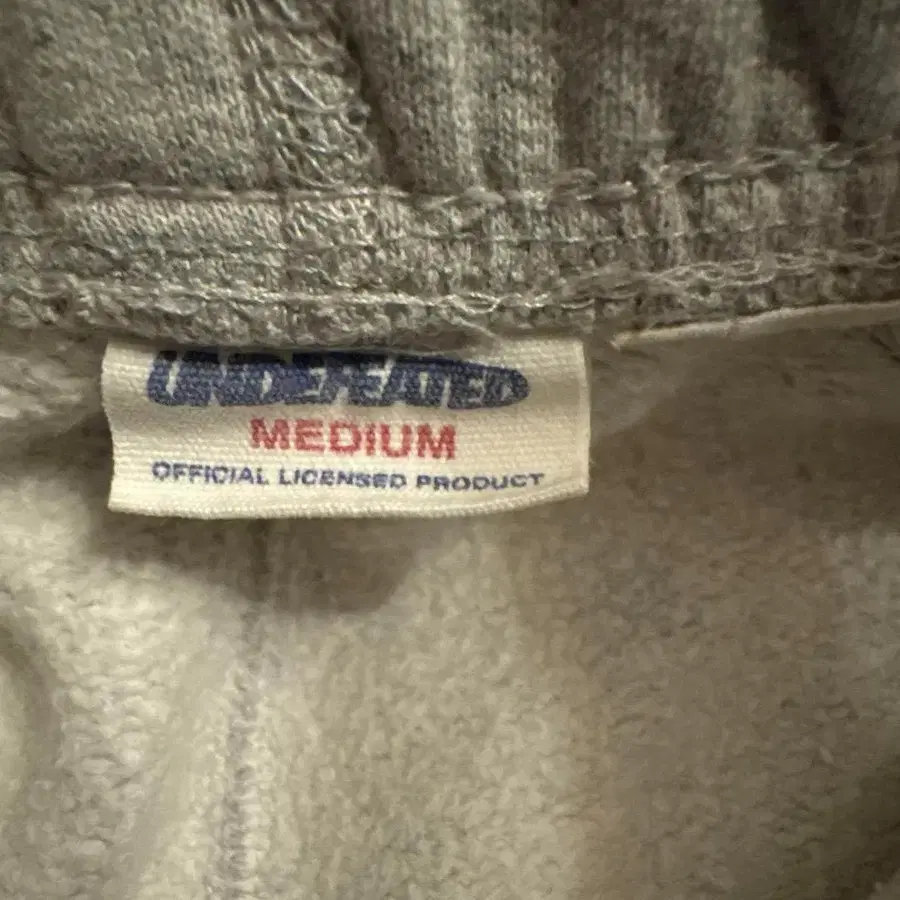 UNDEFEATED
MEDIUM
OFFICIAL LICENSED PRODUCT